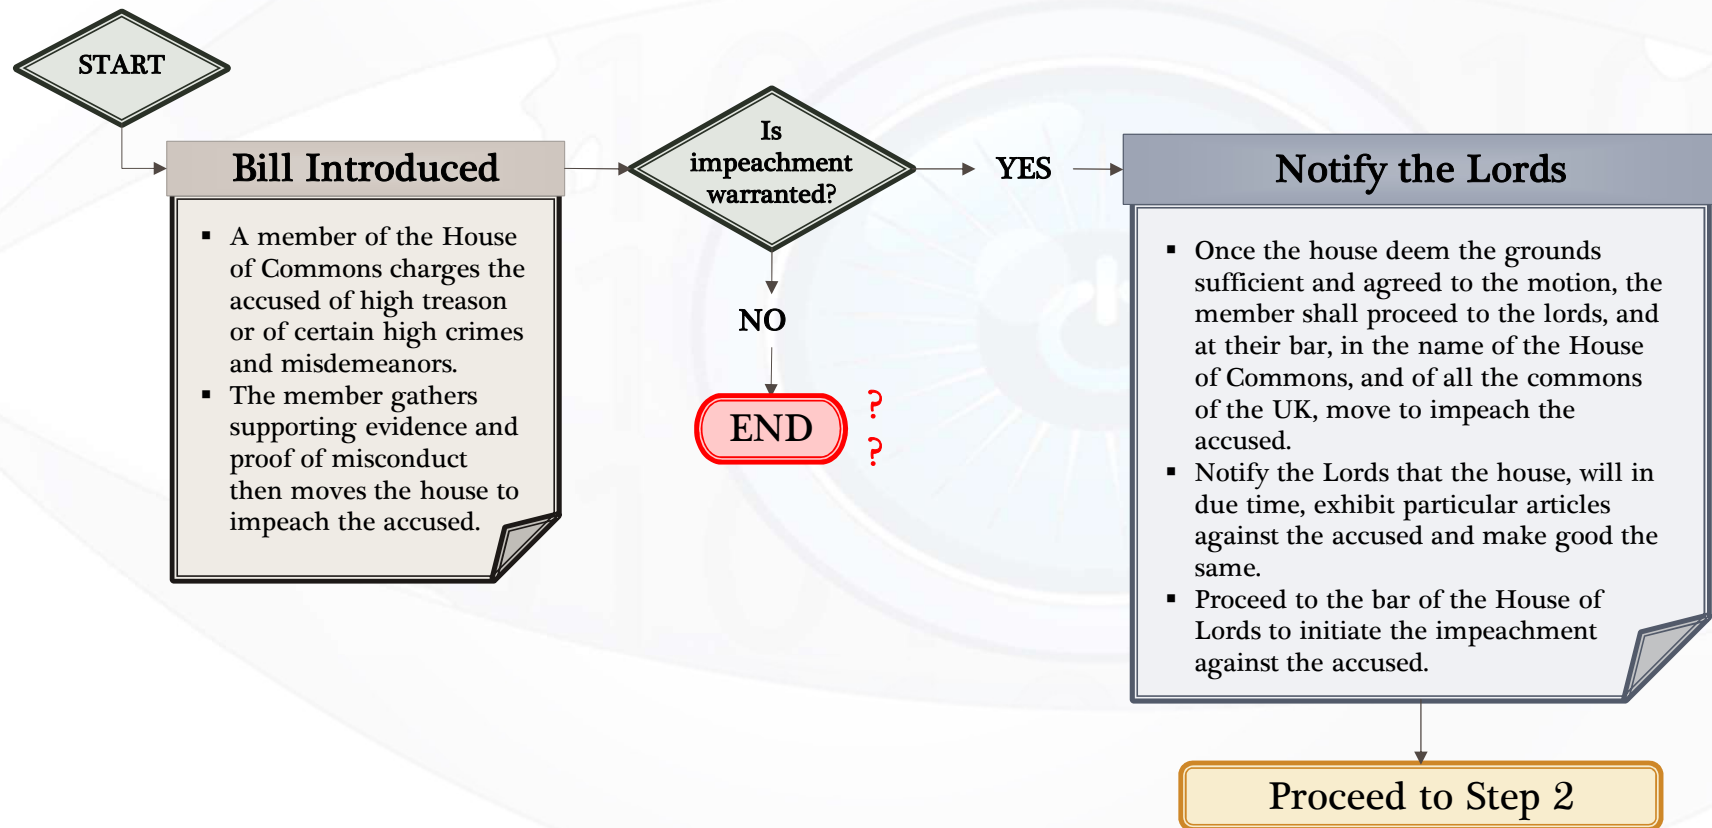 START
Bill Introduced
▪ A member of the House
of Commons charges the
accused of high treason
or of certain high crimes
and misdemeanors.
▪ The member gathers
supporting evidence and
proof of misconduct
then moves the house to
impeach the accused.
Is
impeachment
warranted?
YES
NO
END
?
?
Notify the Lords
▪ Once the house deem the grounds
sufficient and agreed to the motion, the
member shall proceed to the lords, and
at their bar, in the name of the House
of Commons, and of all the commons
of the UK, move to impeach the
accused.
▪ Notify the Lords that the house, will in
due time, exhibit particular articles
against the accused and make good the
same.
▪ Proceed to the bar of the House of
Lords to initiate the impeachment
against the accused.
Proceed to Step 2